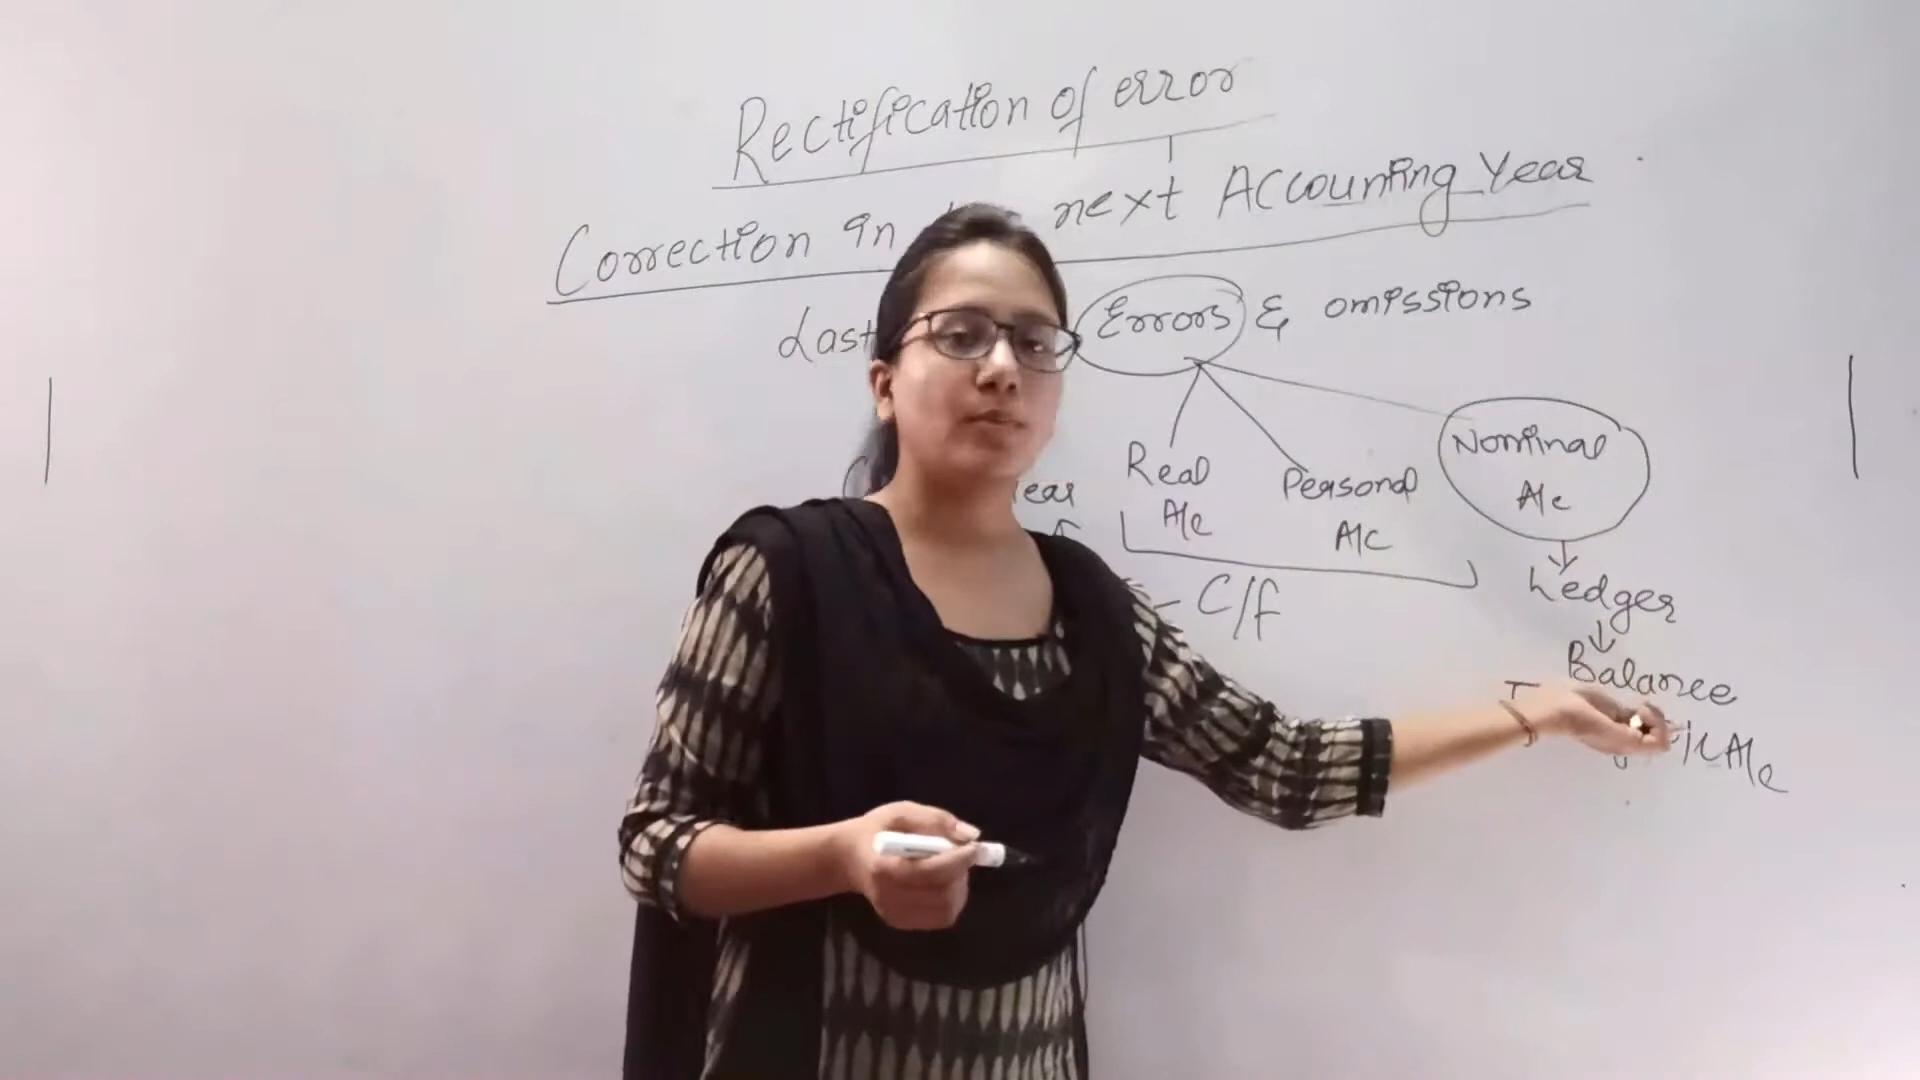 Rectification of error
Correction in next Accounting Year
Last Errors & omissions
Real A/c
Personal A/c
Nominal A/c
C/f
Ledger
Balance
A/c